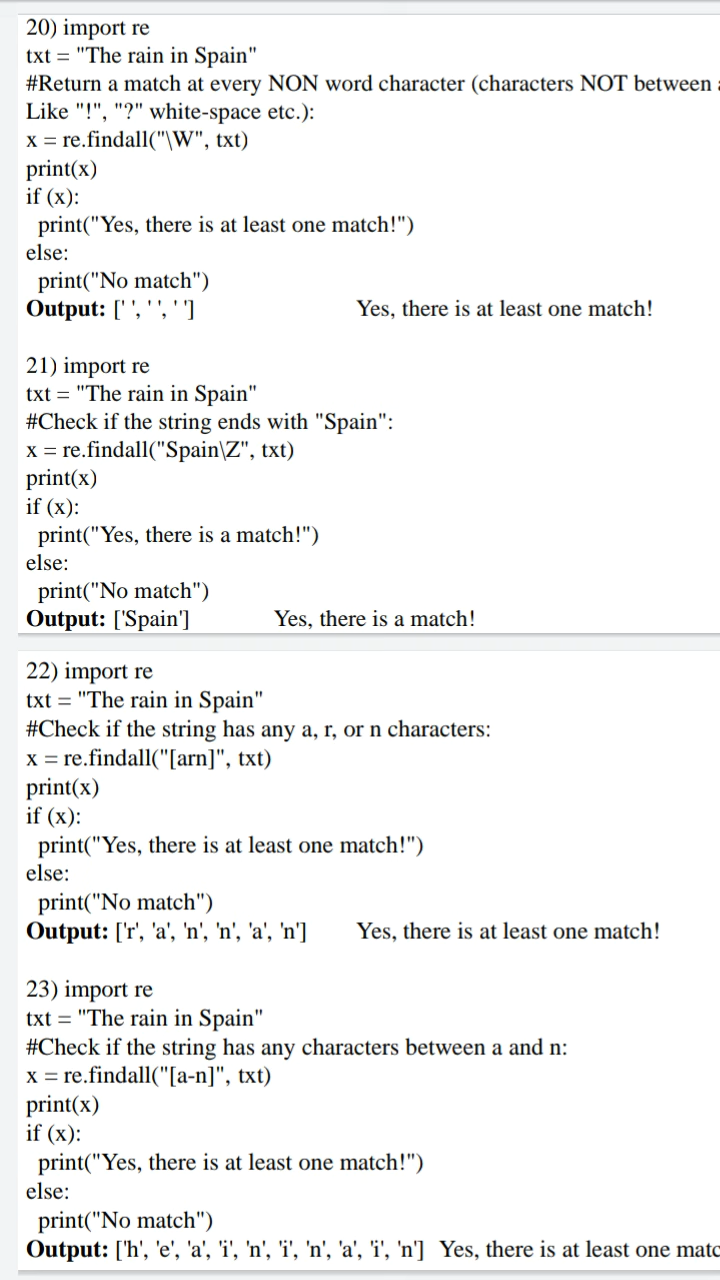 20) import re
txt = "The rain in Spain"
#Return a match at every NON word character (characters NOT between
Like "!", "?" white-space etc.):
x = re.findall("\W", txt)
print(x)
if (x):
  print("Yes, there is at least one match!")
else:
  print("No match")
Output: [' ', ' ', ' '] Yes, there is at least one match!
21) import re
txt = "The rain in Spain"
#Check if the string ends with "Spain":
x = re.findall("Spain\Z", txt)
print(x)
if (x):
  print("Yes, there is a match!")
else:
  print("No match")
Output: ['Spain'] Yes, there is a match!
22) import re
txt = "The rain in Spain"
#Check if the string has any a, r, or n characters:
x = re.findall("[arn]", txt)
print(x)
if (x):
  print("Yes, there is at least one match!")
else:
  print("No match")
Output: ['r', 'a', 'n', 'n', 'a', 'n'] Yes, there is at least one match!
23) import re
txt = "The rain in Spain"
#Check if the string has any characters between a and n:
x = re.findall("[a-n]", txt)
print(x)
if (x):
  print("Yes, there is at least one match!")
else:
  print("No match")
Output: ['h', 'e', 'a', 'i', 'n', 'i', 'n', 'a', 'i', 'n'] Yes, there is at least one matc